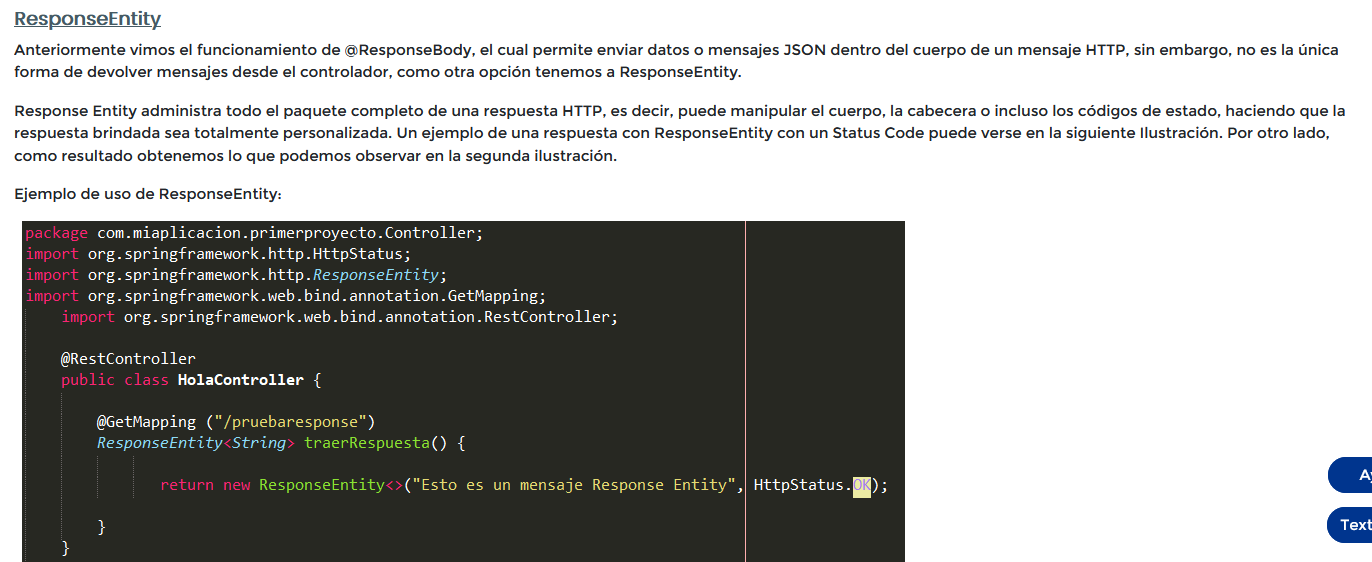 ResponseEntity
Anteriormente vimos el funcionamiento de @ResponseBody, el cual permite enviar datos o mensajes JSON dentro del cuerpo de un mensaje HTTP, sin embargo, no es la única
forma de devolver mensajes desde el controlador, como otra opción tenemos a ResponseEntity.
Response Entity administra todo el paquete completo de una respuesta HTTP, es decir, puede manipular el cuerpo, la cabecera o incluso los códigos de estado, haciendo que la
respuesta brindada sea totalmente personalizada. Un ejemplo de una respuesta con ResponseEntity con un Status Code puede verse en la siguiente Ilustración. Por otro lado,
como resultado obtenemos lo que podemos observar en la segunda ilustración.
Ejemplo de uso de ResponseEntity:
package com.miaplicacion.primerproyecto.Controller;
import org.springframework.http.HttpStatus;
import org.springframework.http.ResponseEntity;
import org.springframework.web.bind.annotation.GetMapping;
import org.springframework.web.bind.annotation.RestController;
@RestController
public class HolaController {
@GetMapping ("/pruebaresponse")
ResponseEntity<String> traerRespuesta() {
return new ResponseEntity<>("Esto es un mensaje Response Entity", HttpStatus.OK);
}
}
Text